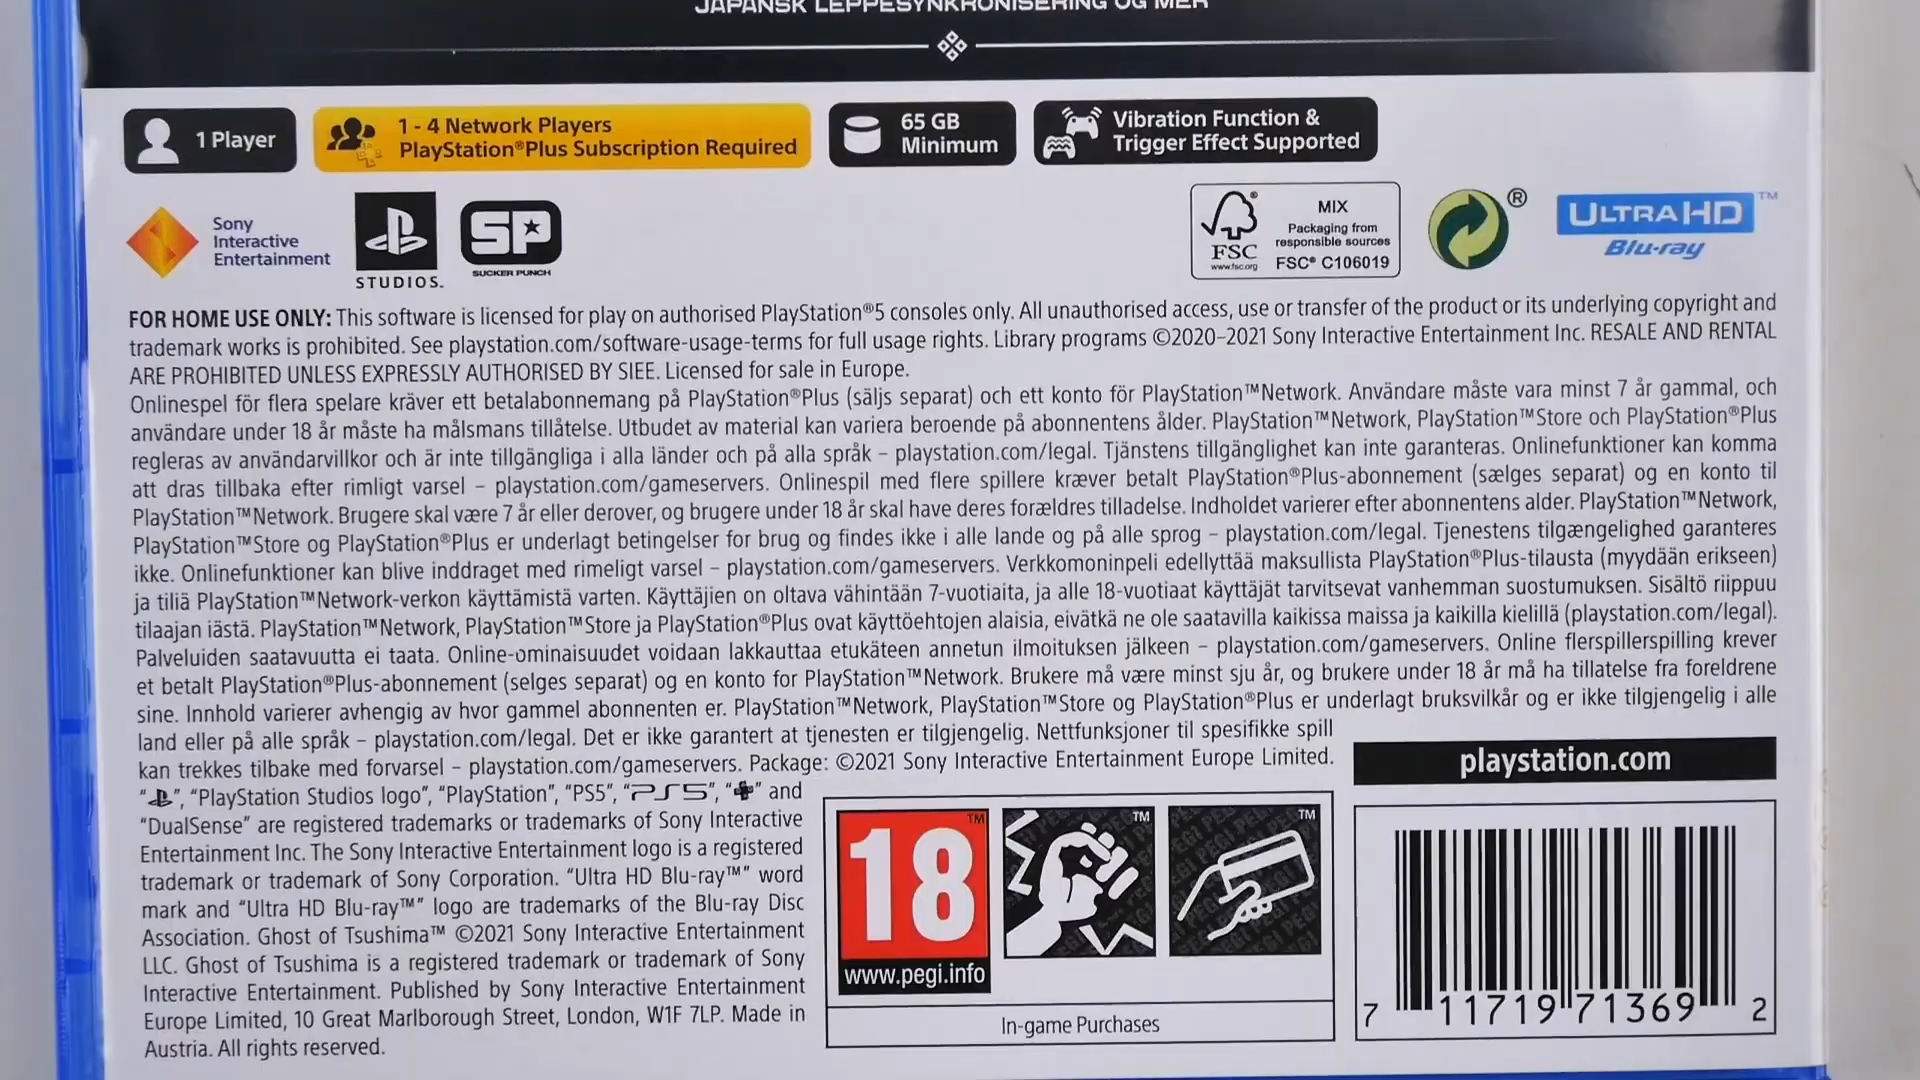 JAPANSK LEPPESYNKRONISERING OG MER
1 Player
1 - 4 Network Players
PlayStation®Plus Subscription Required
65 GB
Minimum
Vibration Function &
Trigger Effect Supported
Sony
Interactive
Entertainment
STUDIOS.
SP
SUCKER PUNCH
FSC
www.fsc.org
MIX
Packaging from
responsible sources
FSC® C106019
®
ULTRA HD™
Blu-ray
FOR HOME USE ONLY: This software is licensed for play on authorised PlayStation®5 consoles only. All unauthorised access, use or transfer of the product or its underlying copyright and
trademark works is prohibited. See playstation.com/software-usage-terms for full usage rights. Library programs ©2020–2021 Sony Interactive Entertainment Inc. RESALE AND RENTAL
ARE PROHIBITED UNLESS EXPRESSLY AUTHORISED BY SIEE. Licensed for sale in Europe.
Onlinespel för flera spelare kräver ett betalabonnemang på PlayStation®Plus (säljs separat) och ett konto för PlayStation™Network. Användare måste vara minst 7 år gammal, och
användare under 18 år måste ha målsmans tillåtelse. Utbudet av material kan variera beroende på abonnentens ålder. PlayStation™Network, PlayStation™Store och PlayStation®Plus
regleras av användarvillkor och är inte tillgängliga i alla länder och på alla språk – playstation.com/legal. Tjänstens tillgänglighet kan inte garanteras. Onlinefunktioner kan komma
att dras tillbaka efter rimligt varsel – playstation.com/gameservers. Onlinespil med flere spillere kræver betalt PlayStation®Plus-abonnement (sælges separat) og en konto til
PlayStation™Network. Brugere skal være 7 år eller derover, og brugere under 18 år skal have deres forældres tilladelse. Indholdet varierer efter abonnentens alder. PlayStation™Network,
PlayStation™Store og PlayStation®Plus er underlagt betingelser for brug og findes ikke i alle lande og på alle sprog – playstation.com/legal. Tjenestens tilgængelighed garanteres
ikke. Onlinefunktioner kan blive inddraget med rimeligt varsel – playstation.com/gameservers. Verkkomoninpeli edellyttää maksullista PlayStation®Plus-tilausta (myydään erikseen)
ja tiliä PlayStation™Network-verkon käyttämistä varten. Käyttäjien on oltava vähintään 7-vuotiaita, ja alle 18-vuotiaat käyttäjät tarvitsevat vanhemman suostumuksen. Sisältö riippuu
tilaajan iästä. PlayStation™Network, PlayStation™Store ja PlayStation®Plus ovat käyttöehtojen alaisia, eivätkä ne ole saatavilla kaikissa maissa ja kaikilla kielillä (playstation.com/legal).
Palveluiden saatavuutta ei taata. Online-ominaisuudet voidaan lakkauttaa etukäteen annetun ilmoituksen jälkeen – playstation.com/gameservers. Online flerspillerspilling krever
et betalt PlayStation®Plus-abonnement (selges separat) og en konto for PlayStation™Network. Brukere må være minst sju år, og brukere under 18 år må ha tillatelse fra foreldrene
sine. Innhold varierer avhengig av hvor gammel abonnenten er. PlayStation™Network, PlayStation™Store og PlayStation®Plus er underlagt bruksvilkår og er ikke tilgjengelig i alle
land eller på alle språk – playstation.com/legal. Det er ikke garantert at tjenesten er tilgjengelig. Nettfunksjoner til spesifikke spill
kan trekkes tilbake med forvarsel – playstation.com/gameservers. Package: ©2021 Sony Interactive Entertainment Europe Limited.
“ ”, “PlayStation Studios logo”, “PlayStation”, “PS5”, “PS5”, “ ” and
“DualSense” are registered trademarks or trademarks of Sony Interactive
Entertainment Inc. The Sony Interactive Entertainment logo is a registered
trademark or trademark of Sony Corporation. “Ultra HD Blu-ray™” word
mark and “Ultra HD Blu-ray™” logo are trademarks of the Blu-ray Disc
Association. Ghost of Tsushima™ ©2021 Sony Interactive Entertainment
LLC. Ghost of Tsushima is a registered trademark or trademark of Sony
Interactive Entertainment. Published by Sony Interactive Entertainment
Europe Limited, 10 Great Marlborough Street, London, W1F 7LP. Made in
Austria. All rights reserved.
18™
www.pegi.info
™
™
In-game Purchases
playstation.com
7 11719 71369 2